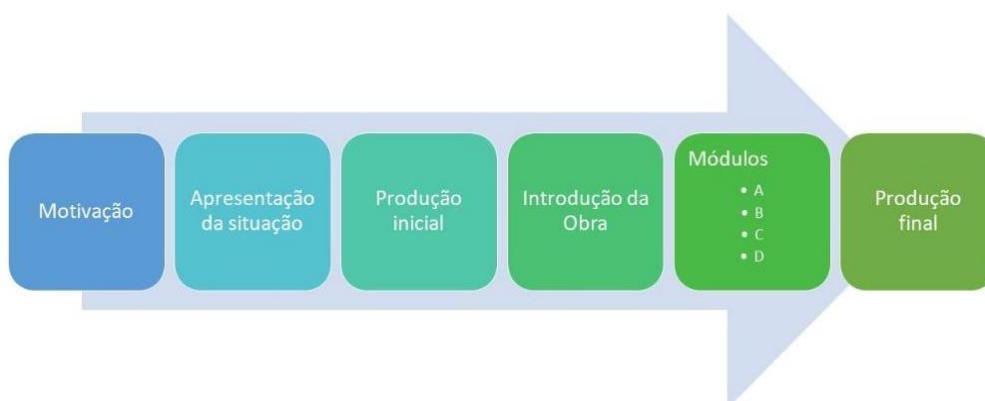 Motivação
Apresentação
da situação
Produção
inicial
Introdução da
Obra
Módulos
• A
• B
• C
• D
Produção
final